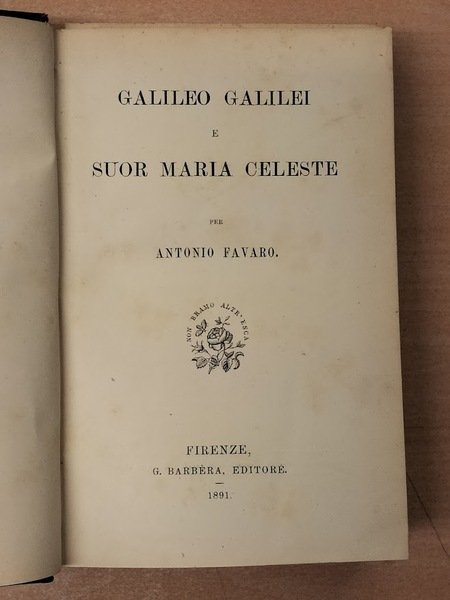 GALILEO GALILEI
E
SUOR MARIA CELESTE
PER
ANTONIO FAVARO.
NON BRAMO ALTR'ESCA
FIRENZE,
G. BARBÈRA, EDITORE.
1891.